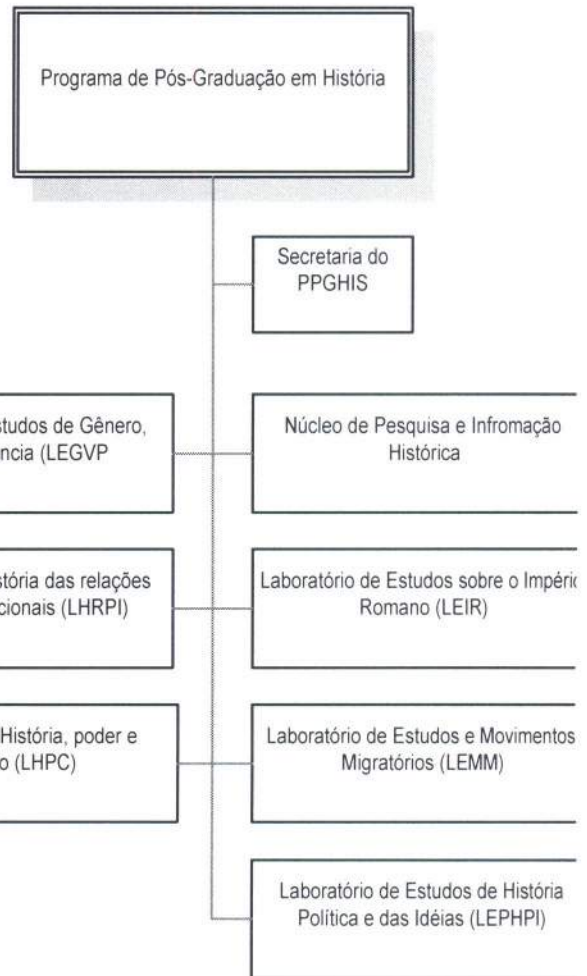 Programa de Pós-Graduação em História
Secretaria do
PPGHIS
studos de Gênero,
ência (LEGVP
Núcleo de Pesquisa e Infromação
Histórica
stória das relações
cionais (LHRPI)
Laboratório de Estudos sobre o Império
Romano (LEIR)
História, poder e
o (LHPC)
Laboratório de Estudos e Movimentos
Migratórios (LEMM)
Laboratório de Estudos de História
Política e das Idéias (LEPHPI)